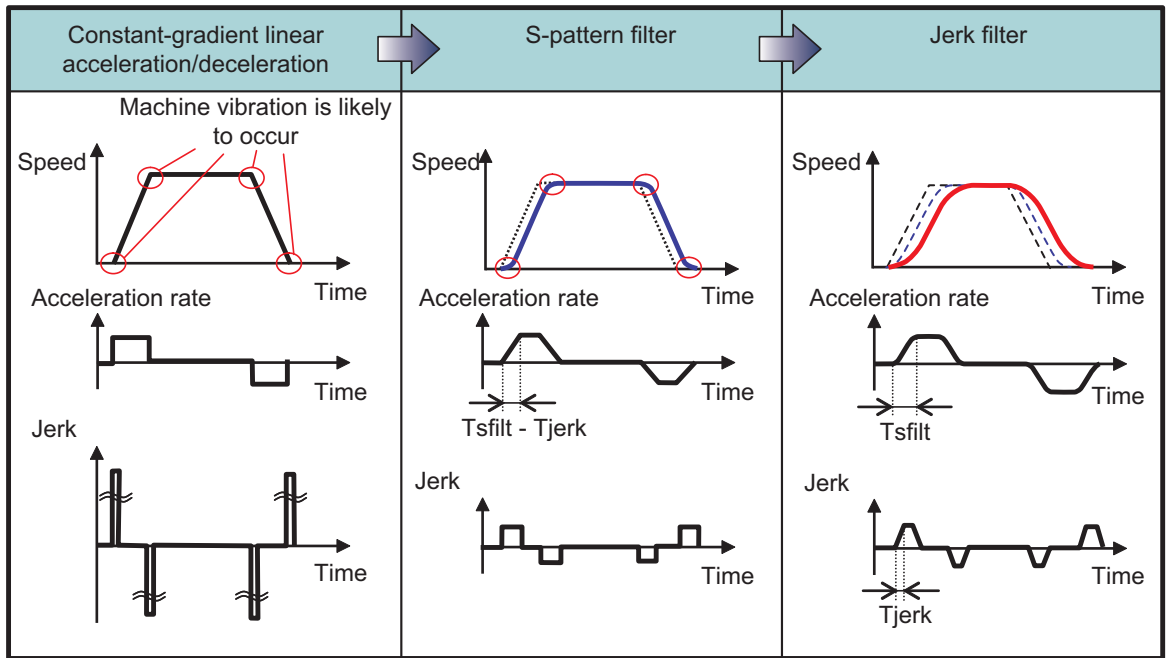 Constant-gradient linear
acceleration/deceleration
S-pattern filter
Jerk filter
Machine vibration is likely
to occur
Speed
Time
Acceleration rate
Time
Jerk
Time
Speed
Time
Acceleration rate
Time
Tsfilt - Tjerk
Jerk
Time
Speed
Time
Acceleration rate
Time
Tsfilt
Jerk
Time
Tjerk